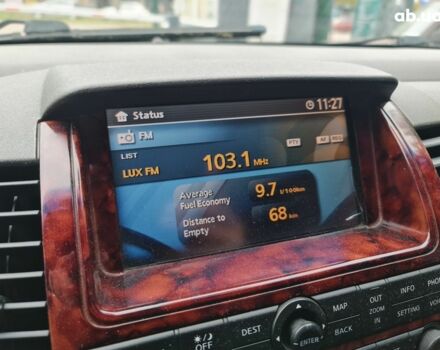 ab.
Status 11:27
FM
LIST PTY AF
LUX FM 103.1 MHz
Average
Fuel Economy 9.7 l/100km
Distance to
Empty 68 km
OFF DEST ENTER MAP BACK OUT ZOOM IN INFO SETTING PHO